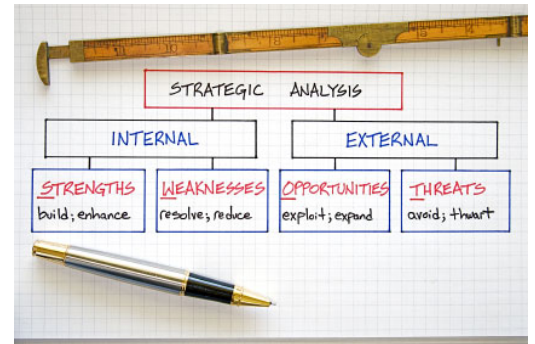 STRATEGIC ANALYSIS
INTERNAL
EXTERNAL
STRENGTHS
build; enhance
WEAKNESSES
resolve; reduce
OPPORTUNITIES
exploit; expand
THREATS
avoid; thwart